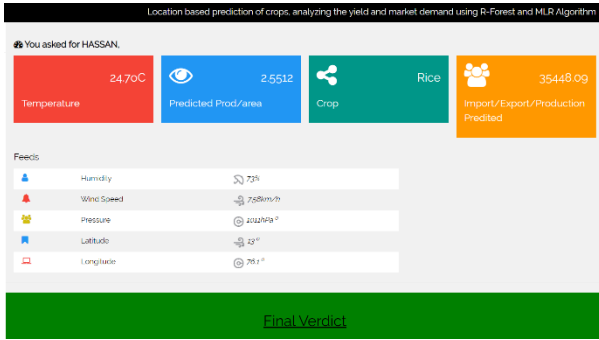 Location based prediction of crops, analyzing the yield and market demand using R-Forest and MLR Algorithm
You asked for HASSAN,
24.7oC
Temperature
2.5512
Predicted Prod/area
Rice
Crop
35448.09
Import/Export/Production
Predited
Feeds
Humidity 73%
Wind Speed 7.58km/h
Pressure 1011hPa °
Latitude 13 °
Longitude 76.1 °
Final Verdict